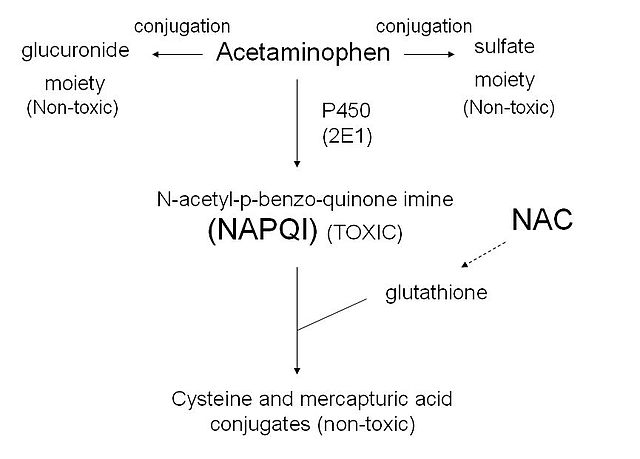 conjugation
conjugation
glucuronide
Acetaminophen
sulfate
moiety
(Non-toxic)
moiety
(Non-toxic)
P450
(2E1)
N-acetyl-p-benzo-quinone imine
(NAPQI) (TOXIC)
NAC
glutathione
Cysteine and mercapturic acid
conjugates (non-toxic)